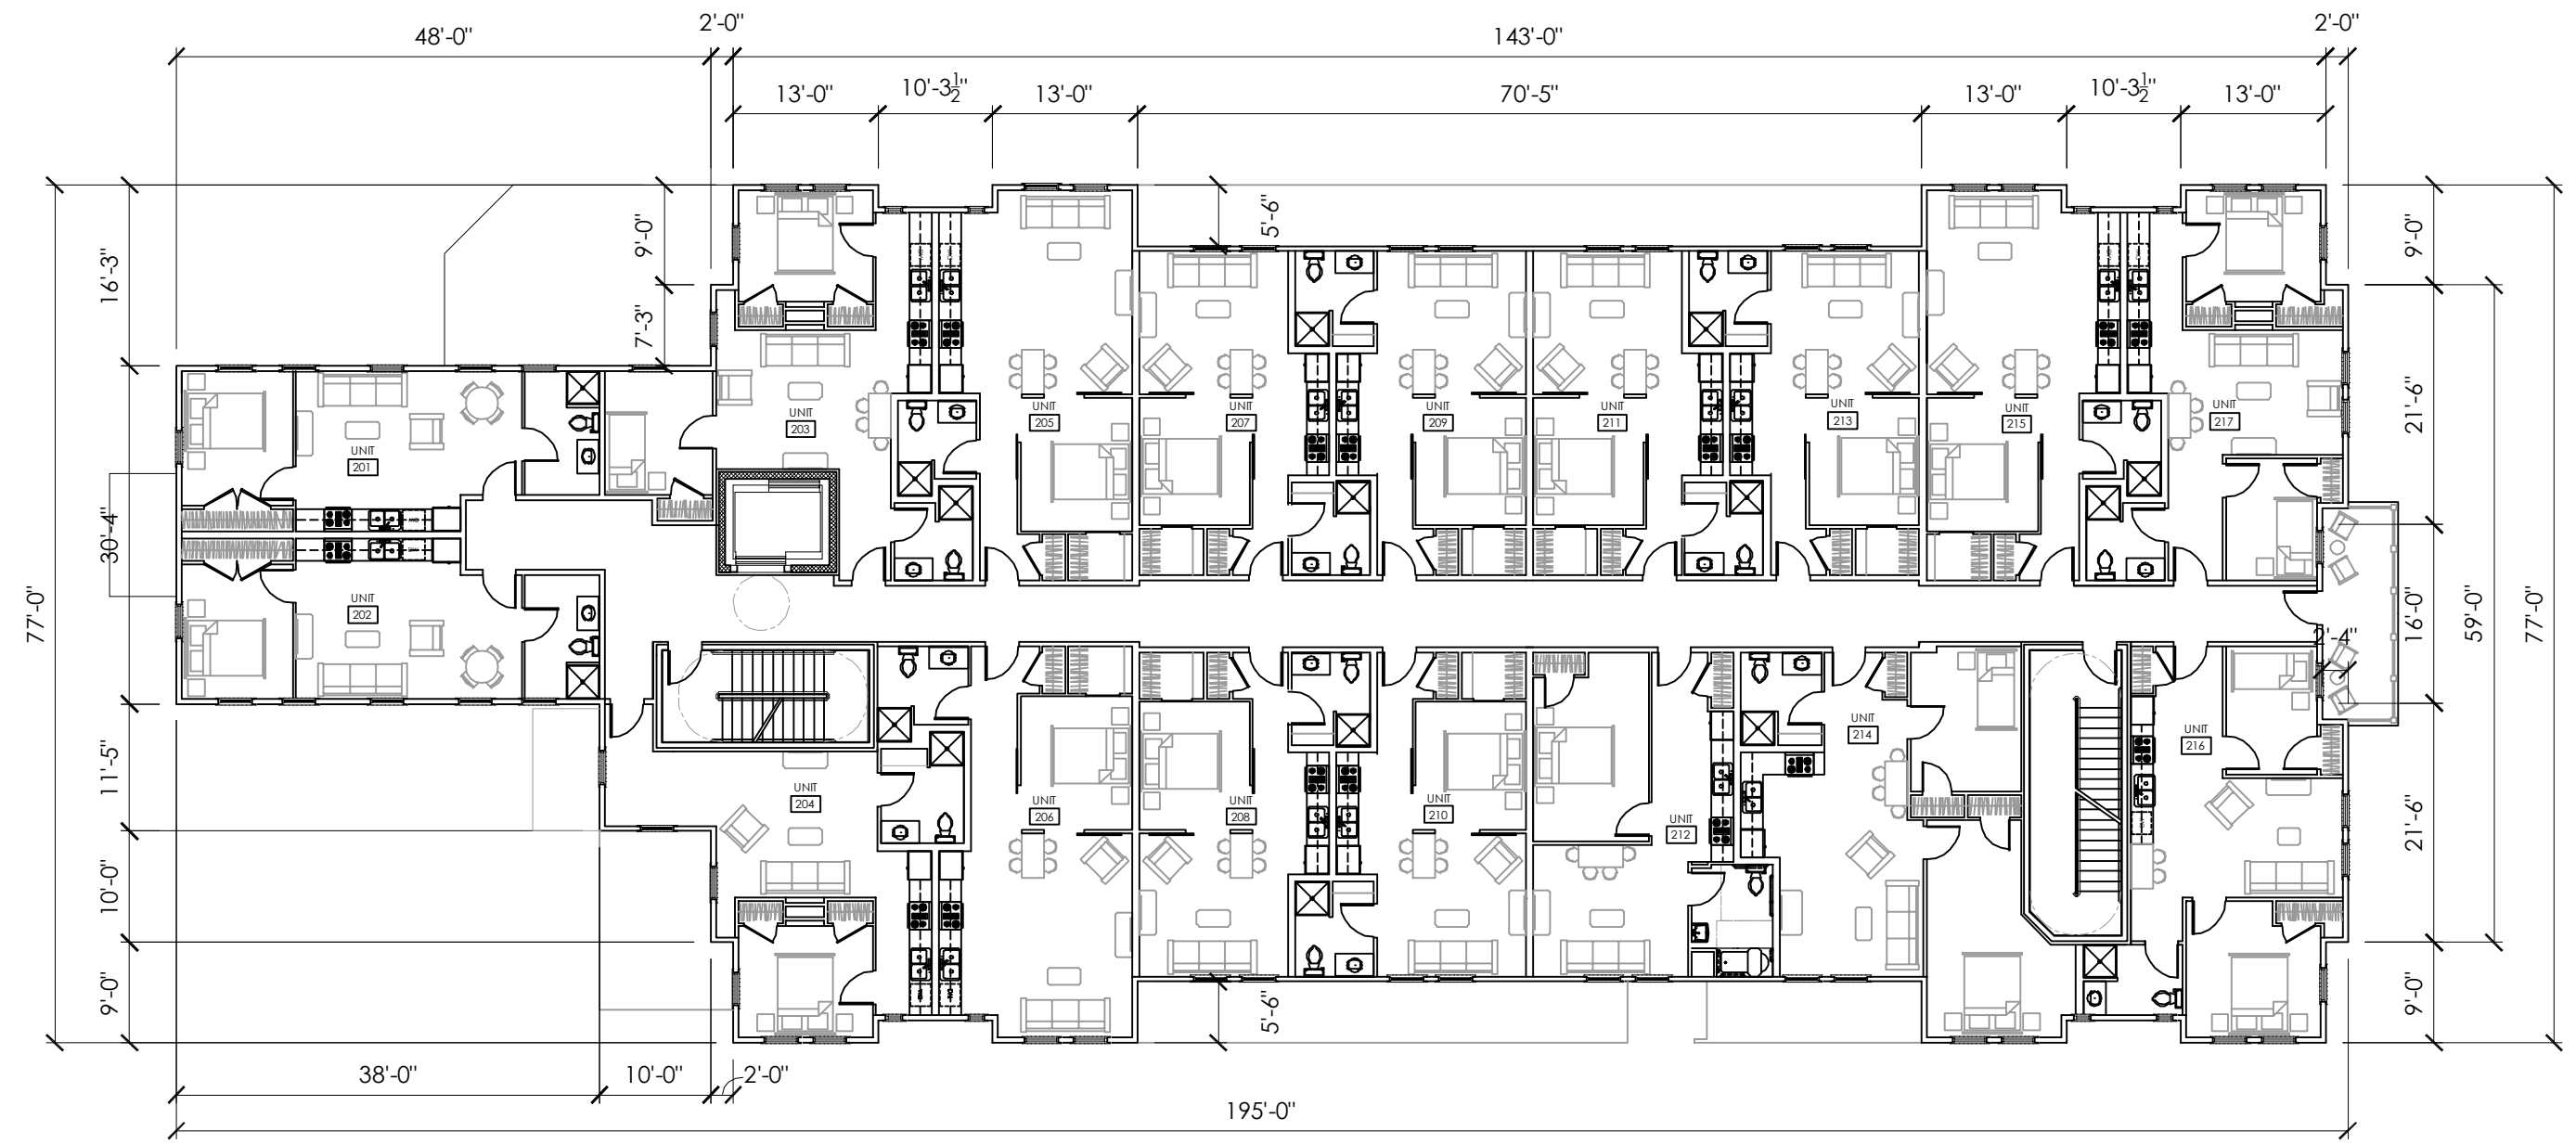 2'-0" 2'-0"
48'-0" 143'-0"
13'-0" 10'-3½" 13'-0" 70'-5" 13'-0" 10'-3½" 13'-0"
16'-3" 9'-0" 5'-6" 9'-0"
7'-3"
UNIT 203
UNIT 205
UNIT 207
UNIT 209
UNIT 211
UNIT 213
UNIT 215
UNIT 217
21'-6"
UNIT 201
30'-4"
77'-0"
UNIT 202
16'-0" 59'-0" 77'-0"
2'-4"
11'-5"
UNIT 204
UNIT 206
UNIT 208
UNIT 210
UNIT 212
UNIT 214
UNIT 216
21'-6"
10'-0"
9'-0" 5'-6" 9'-0"
38'-0" 10'-0" 2'-0"
195'-0"